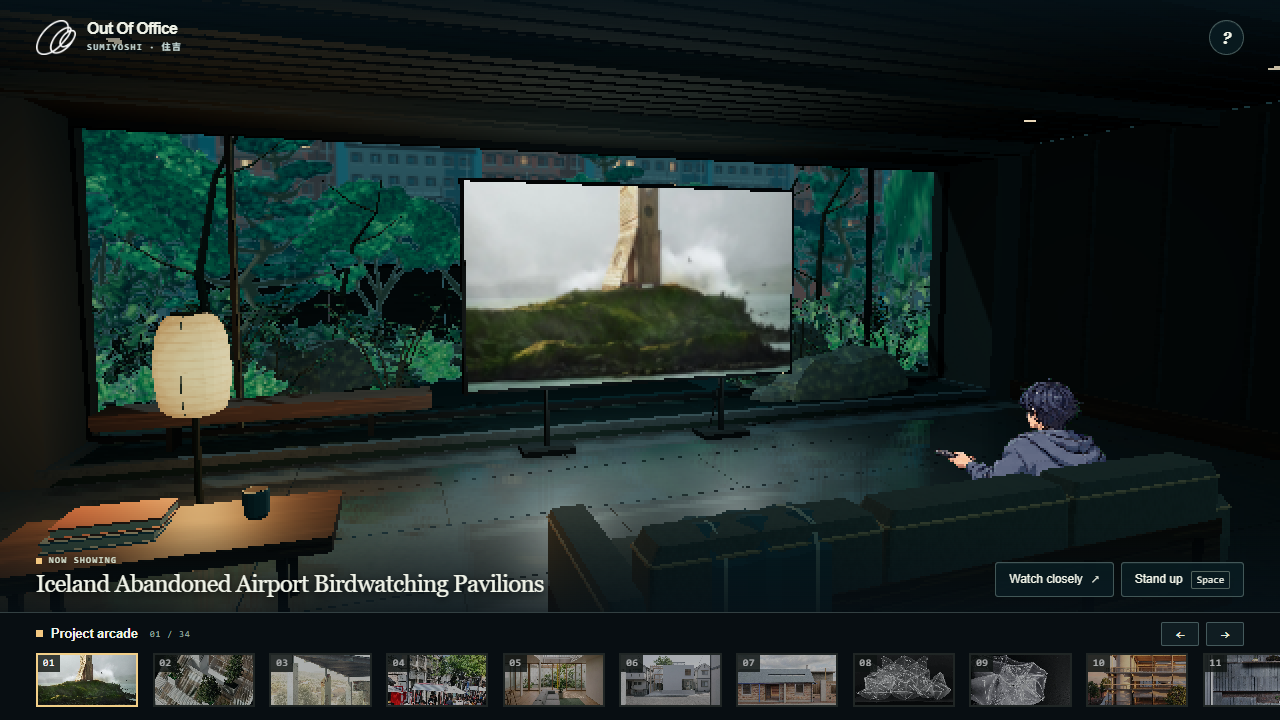 Out Of Office
SUMIYOSHI · 住吉
?
NOW SHOWING
Iceland Abandoned Airport Birdwatching Pavilions
Watch closely ↗
Stand up Space
Project arcade 01 / 34
← →
01 02 03 04 05 06 07 08 09 10 11